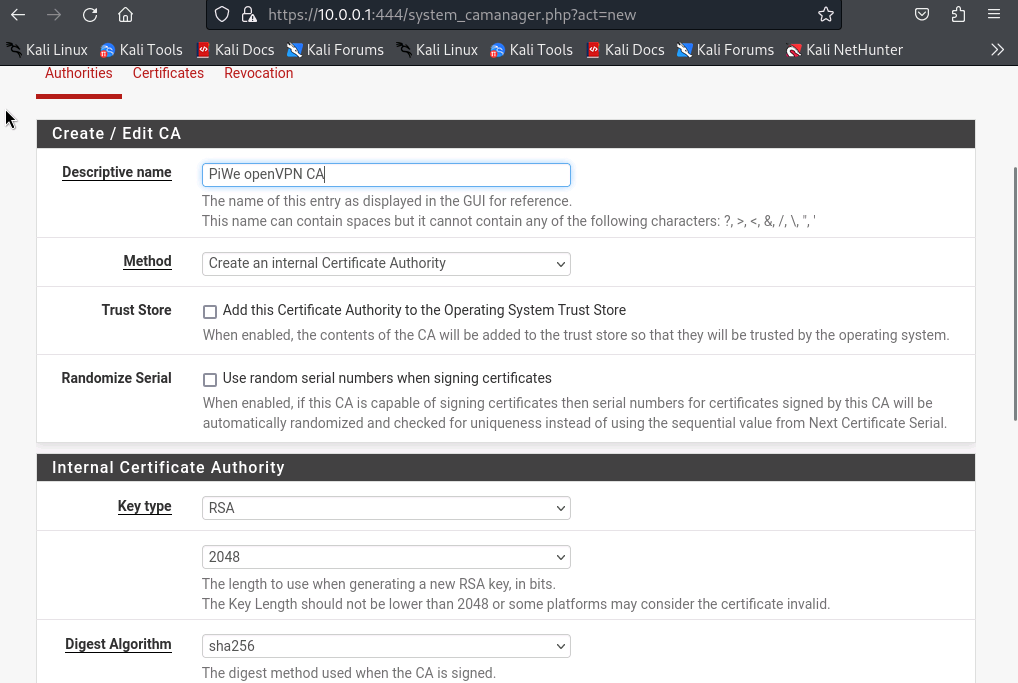 https://10.0.0.1:444/system_camanager.php?act=new
Kali Linux Kali Tools Kali Docs Kali Forums Kali Linux Kali Tools Kali Docs Kali Forums Kali NetHunter
Authorities Certificates Revocation
Create / Edit CA
Descriptive name PiWe openVPN CA
The name of this entry as displayed in the GUI for reference.
This name can contain spaces but it cannot contain any of the following characters: ?, >, <, &, /, \, ", '
Method Create an internal Certificate Authority
Trust Store Add this Certificate Authority to the Operating System Trust Store
When enabled, the contents of the CA will be added to the trust store so that they will be trusted by the operating system.
Randomize Serial Use random serial numbers when signing certificates
When enabled, if this CA is capable of signing certificates then serial numbers for certificates signed by this CA will be
automatically randomized and checked for uniqueness instead of using the sequential value from Next Certificate Serial.
Internal Certificate Authority
Key type RSA
2048
The length to use when generating a new RSA key, in bits.
The Key Length should not be lower than 2048 or some platforms may consider the certificate invalid.
Digest Algorithm sha256
The digest method used when the CA is signed.